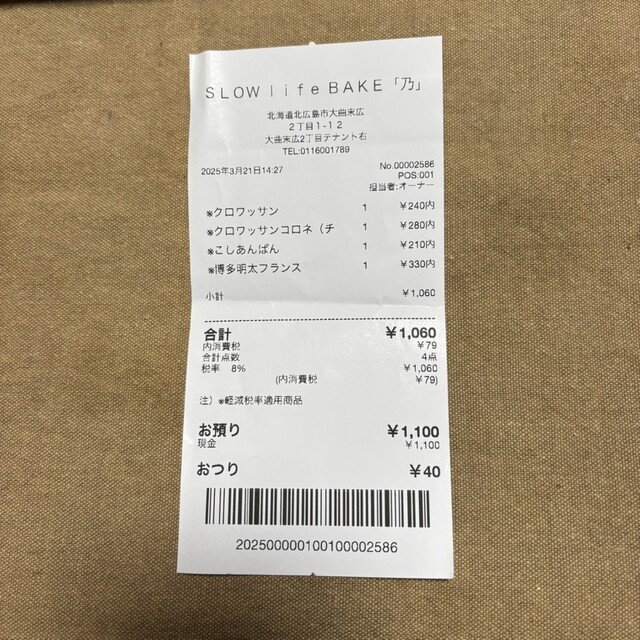 SLOW life BAKE「乃」
北海道北広島市大曲末広
2丁目1-12
大曲末広2丁目テナント右
TEL:0116001789
2025年3月21日14:27 No.00002586
POS:001
担当者:オーナー
※クロワッサン 1 ¥240内
※クロワッサンコロネ（チ 1 ¥280内
※こしあんぱん 1 ¥210内
※博多明太フランス 1 ¥330内
小計 ¥1,060
合計 ¥1,060
内消費税 ¥79
合計点数 4点
税率 8% ¥1,060
(内消費税 ¥79)
注）※軽減税率適用商品
お預り ¥1,100
現金 ¥1,100
おつり ¥40
202500000100100002586